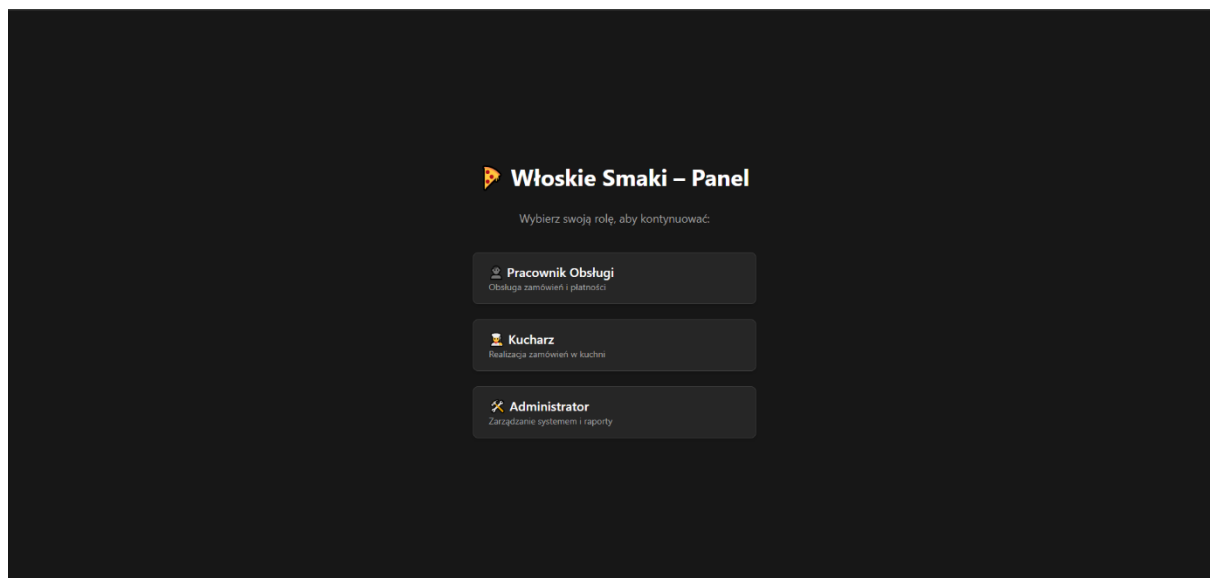 Włoskie Smaki – Panel
Wybierz swoją rolę, aby kontynuować:
Pracownik Obsługi
Obsługa zamówień i płatności
Kucharz
Realizacja zamówień w kuchni
Administrator
Zarządzanie systemem i raporty